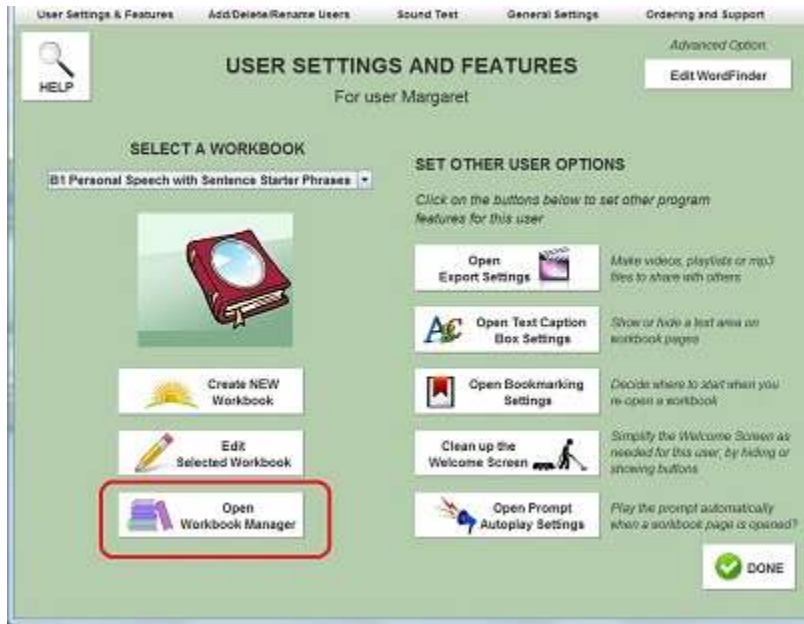 User Settings & Features Add/Delete/Rename Users Sound Test General Settings Ordering and Support
HELP
USER SETTINGS AND FEATURES
For user Margaret
Advanced Option
Edit WordFinder
SELECT A WORKBOOK
B1 Personal Speech with Sentence Starter Phrases
Create NEW
Workbook
Edit
Selected Workbook
Open
Workbook Manager
SET OTHER USER OPTIONS
Click on the buttons below to set other program
features for this user
Open
Export Settings
Make videos, playlists or mp3
files to share with others
Open Text Caption
Box Settings
Show or hide a text area on
workbook pages
Open Bookmarking
Settings
Decide where to start when you
re-open a workbook
Clean up the
Welcome Screen
Simplify the Welcome Screen as
needed for this user, by hiding or
showing buttons
Open Prompt
Autoplay Settings
Play the prompt automatically
when a workbook page is opened?
DONE